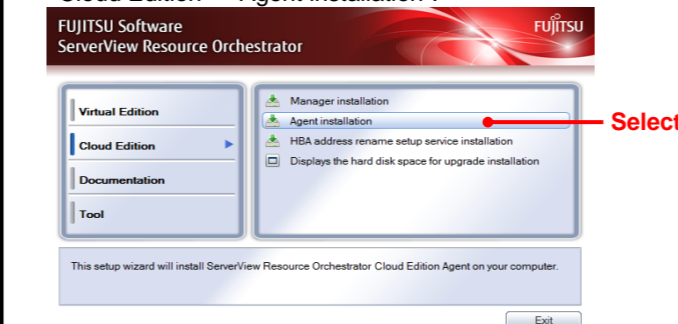 Cloud Edition
Agent installation
FUJITSU Software
ServerView Resource Orchestrator
FUJITSU
Virtual Edition
Cloud Edition
Documentation
Tool
Manager installation
Agent installation
HBA address rename setup service installation
Displays the hard disk space for upgrade installation
Select
This setup wizard will install ServerView Resource Orchestrator Cloud Edition Agent on your computer.
Exit